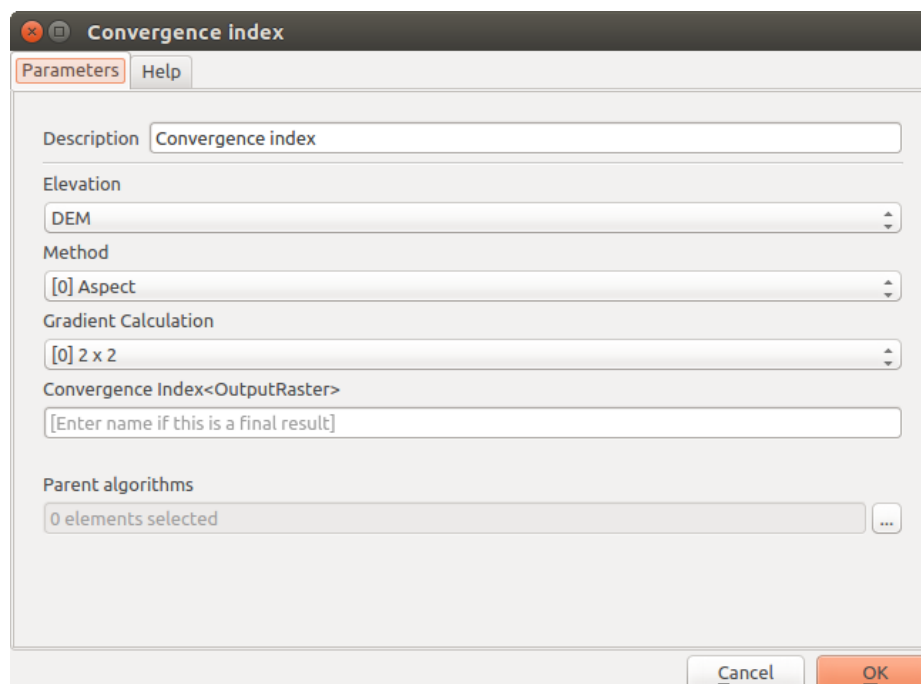 Convergence index
Parameters Help
Description Convergence index
Elevation
DEM
Method
[0] Aspect
Gradient Calculation
[0] 2 x 2
Convergence Index<OutputRaster>
[Enter name if this is a final result]
Parent algorithms
0 elements selected ...
Cancel OK